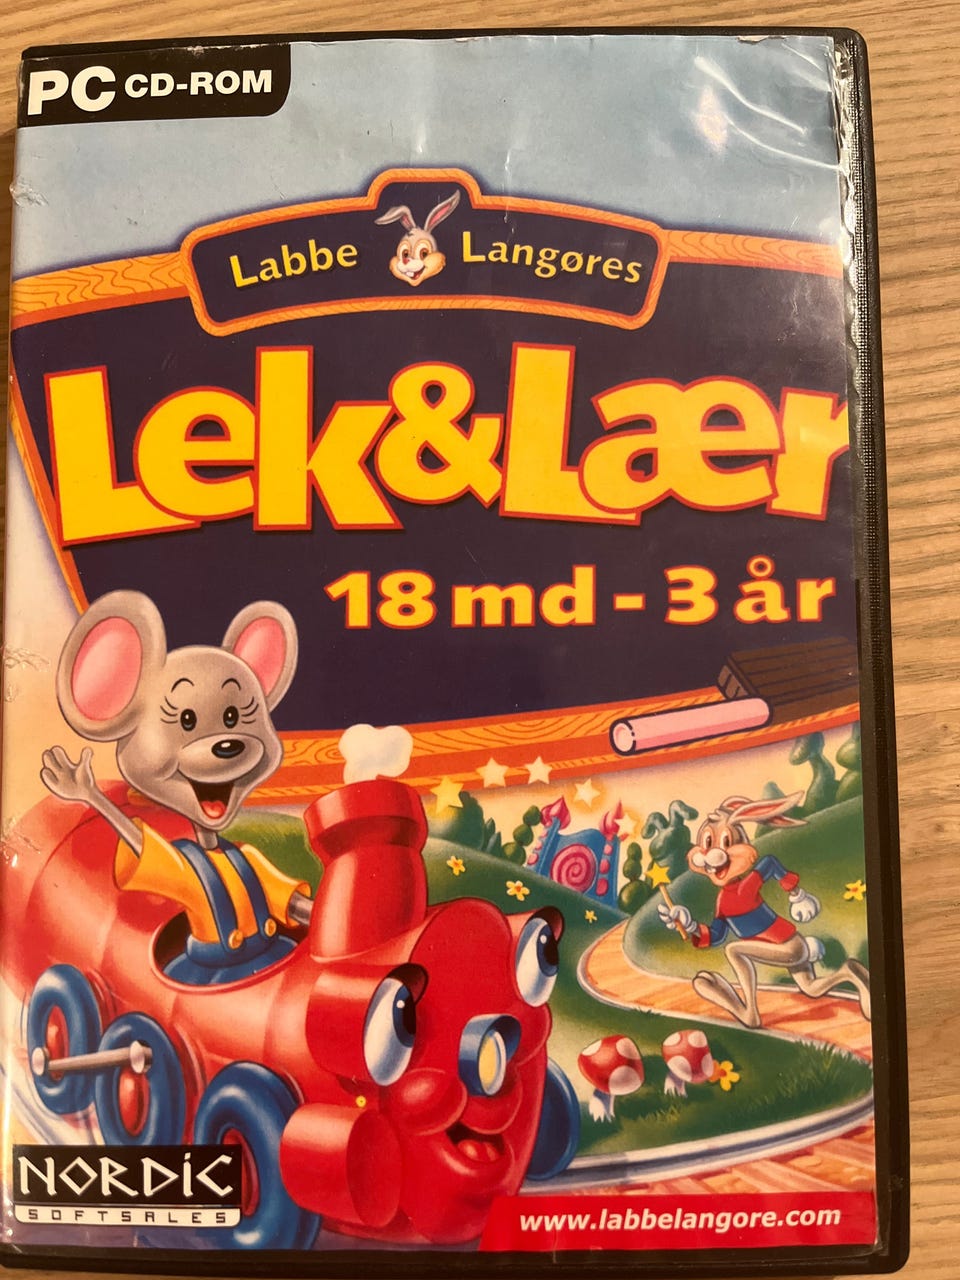 PC CD-ROM
Labbe Langøres
Lek&Lær
18 md - 3 år
NORDIC
SOFTSALES
www.labbelangore.com